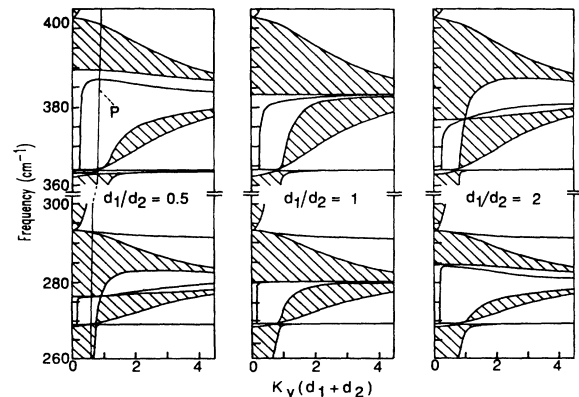 400
380
360
300
280
260
Frequency (cm⁻¹)
P
d₁/d₂ = 0.5
d₁/d₂ = 1
d₁/d₂ = 2
0 2 4
0 2 4
0 2 4
Kᵧ(d₁+d₂)